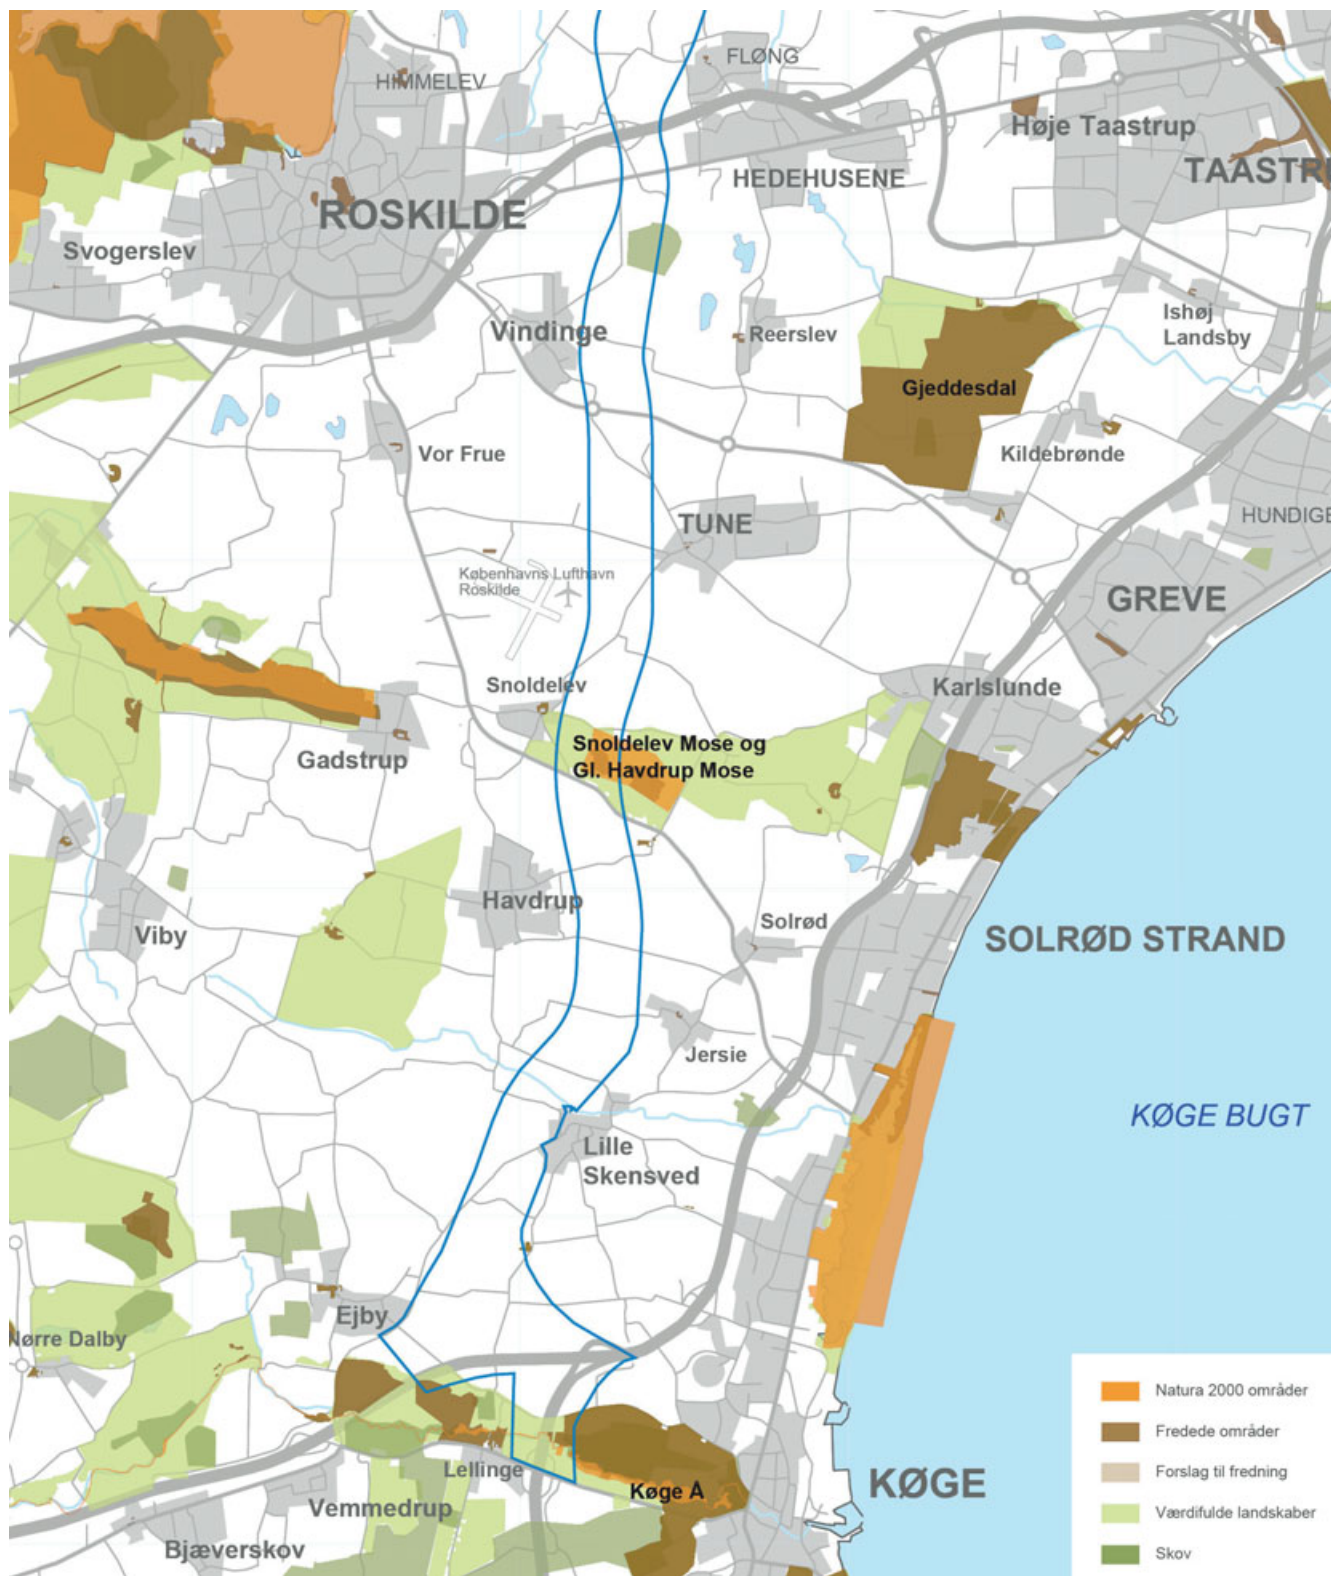 FLØNG
HIMMELEV
Høje Taastrup
TAASTRU
HEDEHUSENE
ROSKILDE
Svogerslev
Ishøj
Landsby
Vindinge
Reerslev
Gjeddesdal
Vor Frue
Kildebrønde
TUNE
HUNDIGE
Københavns Lufthavn
Roskilde
GREVE
Snoldelev
Karlslunde
Snoldelev Mose og
Gl. Havdrup Mose
Gadstrup
Havdrup
Solrød
Viby
SOLRØD STRAND
Jersie
KØGE BUGT
Lille
Skensved
Ejby
Nørre Dalby
Lellinge
Køge Å
KØGE
Vemmedrup
Bjæverskov
Natura 2000 områder
Fredede områder
Forslag til fredning
Værdifulde landskaber
Skov